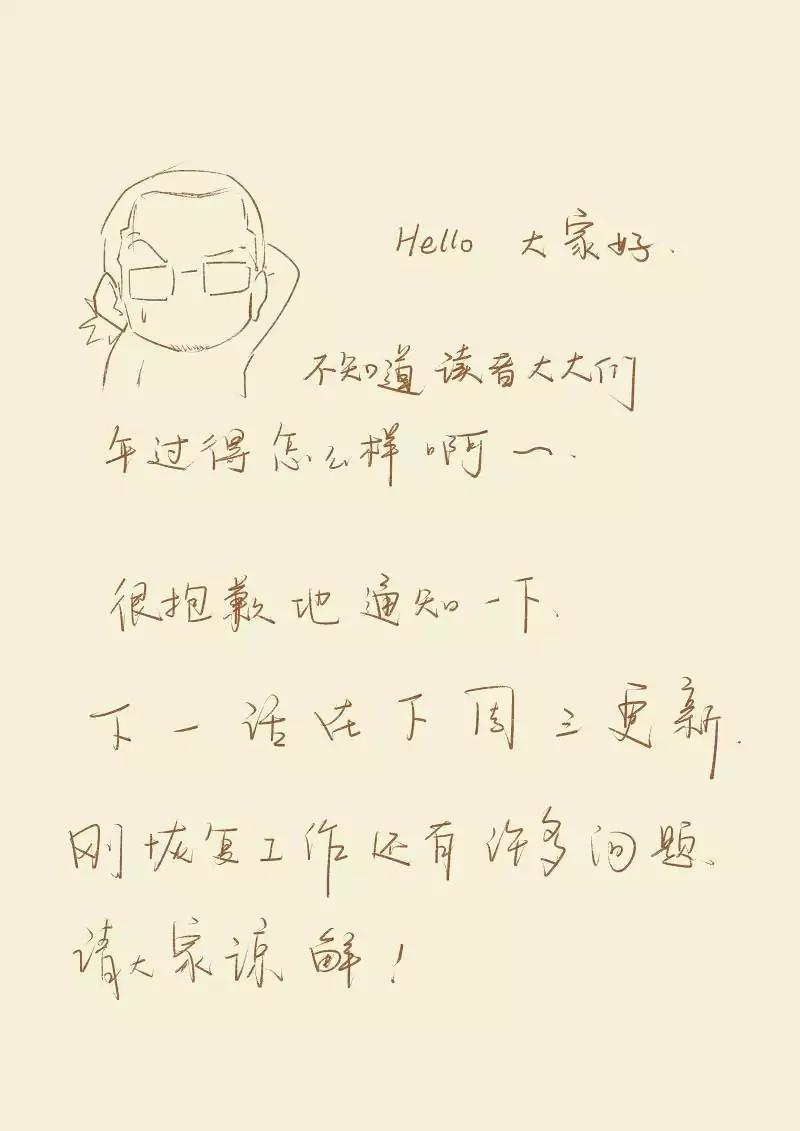 Hello 大家好.
不知道读者大大们
年过得怎么样啊~.
很抱歉地通知一下、
下一话在下周三更新.
刚恢复工作还有许多问题、
请大家谅解！